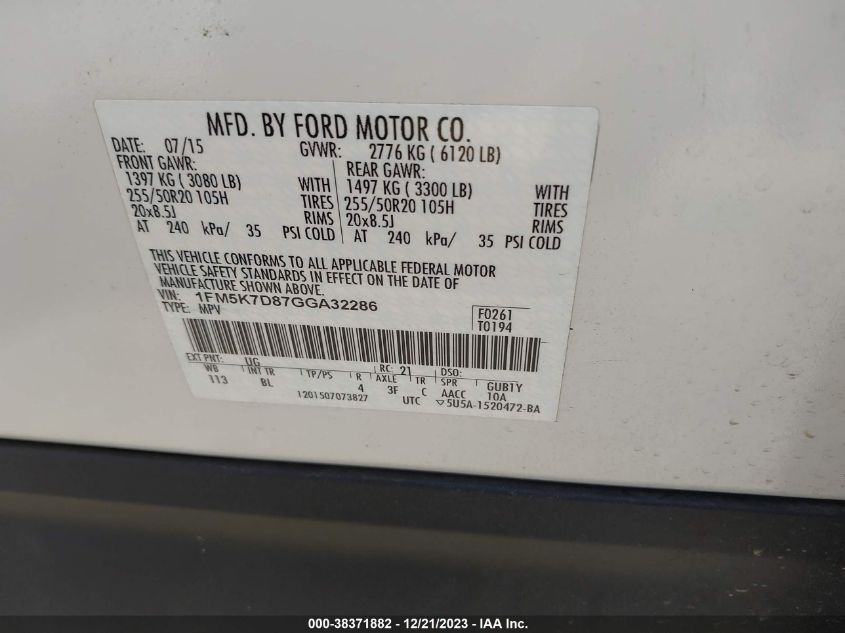 MFD. BY FORD MOTOR CO.
DATE: 07/15 GVWR: 2776 KG ( 6120 LB)
FRONT GAWR: REAR GAWR:
1397 KG ( 3080 LB) WITH 1497 KG ( 3300 LB) WITH
255/50R20 105H TIRES 255/50R20 105H TIRES
20x8.5J RIMS 20x8.5J RIMS
AT 240 kPa/ 35 PSI COLD AT 240 kPa/ 35 PSI COLD
THIS VEHICLE CONFORMS TO ALL APPLICABLE FEDERAL MOTOR
VEHICLE SAFETY STANDARDS IN EFFECT ON THE DATE OF
MANUFACTURE SHOWN ABOVE.
VIN: 1FM5K7D87GGA32286 F0261
TYPE: MPV T0194
EXT PNT: UG RC: 21 DSO:
WB INT TR TP/PS R AXLE TR SPR GUB1Y
113 BL 4 3F C AACC 10A
1201507073827 UTC ▽5U5A-1520472-BA
000-38371882 - 12/21/2023 - IAA Inc.